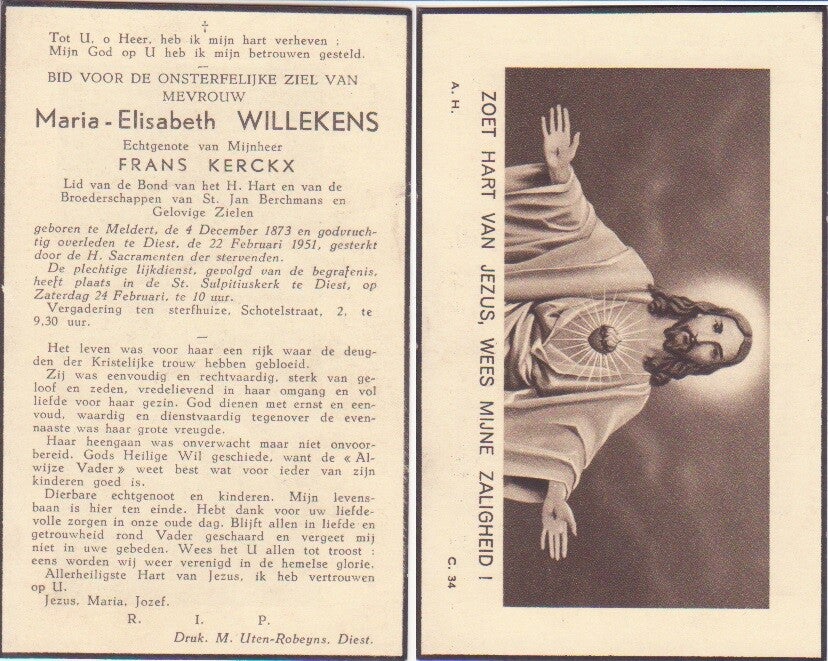 Tot U, o Heer, heb ik mijn hart verheven ;
Mijn God op U heb ik mijn betrouwen gesteld.
BID VOOR DE ONSTERFELIJKE ZIEL VAN
MEVROUW
Maria - Elisabeth WILLEKENS
Echtgenote van Mijnheer
FRANS KERCKX
Lid van de Bond van het H. Hart en van de
Broederschappen van St. Jan Berchmans en
Gelovige Zielen
geboren te Meldert, de 4 December 1873 en godvruch-
tig overleden te Diest, de 22 Februari 1951, gesterkt
door de H. Sacramenten der stervenden.
De plechtige lijkdienst, gevolgd van de begrafenis,
heeft plaats in de St. Sulpitiuskerk te Diest, op
Zaterdag 24 Februari, te 10 uur.
Vergadering ten sterfhuize, Schotelstraat, 2, te
9,30 uur.
Het leven was voor haar een rijk waar de deug-
den der Kristelijke trouw hebben gebloeid.
Zij was eenvoudig en rechtvaardig, sterk van ge-
loof en zeden, vredelievend in haar omgang en vol
liefde voor haar gezin. God dienen met ernst en een-
voud, waardig en dienstvaardig tegenover de even-
naaste was haar grote vreugde.
Haar heengaan was onverwacht maar niet onvoor-
bereid. Gods Heilige Wil geschiede, want de « Al-
wijze Vader » weet best wat voor ieder van zijn
kinderen goed is.
Dierbare echtgenoot en kinderen. Mijn levens-
baan is hier ten einde. Hebt dank voor uw liefde-
volle zorgen in onze oude dag. Blijft allen in liefde en
getrouwheid rond Vader geschaard en vergeet mij
niet in uwe gebeden. Wees het U allen tot troost :
eens worden wij weer verenigd in de hemelse glorie.
Allerheiligste Hart van Jezus, ik heb vertrouwen
op U.
Jezus, Maria, Jozef.
R. I. P.
Druk. M. Uten-Robeyns, Diest.
ZOET HART VAN JEZUS, WEES MIJNE ZALIGHEID !
A. H.
C. 34